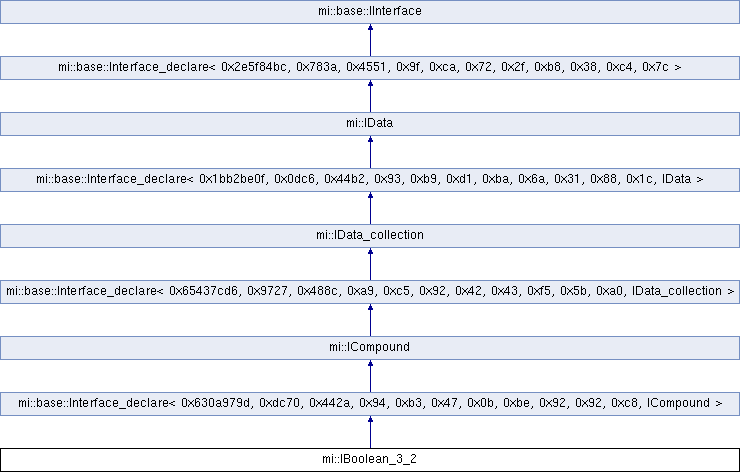 mi::base::IInterface
mi::base::Interface_declare< 0x2e5f84bc, 0x783a, 0x4551, 0x9f, 0xca, 0x72, 0x2f, 0xb8, 0x38, 0xc4, 0x7c >
mi::IData
mi::base::Interface_declare< 0x1bb2be0f, 0x0dc6, 0x44b2, 0x93, 0xb9, 0xd1, 0xba, 0x6a, 0x31, 0x88, 0x1c, IData >
mi::IData_collection
mi::base::Interface_declare< 0x65437cd6, 0x9727, 0x488c, 0xa9, 0xc5, 0x92, 0x42, 0x43, 0xf5, 0x5b, 0xa0, IData_collection >
mi::ICompound
mi::base::Interface_declare< 0x630a979d, 0xdc70, 0x442a, 0x94, 0xb3, 0x47, 0x0b, 0xbe, 0x92, 0x92, 0xc8, ICompound >
mi::IBoolean_3_2